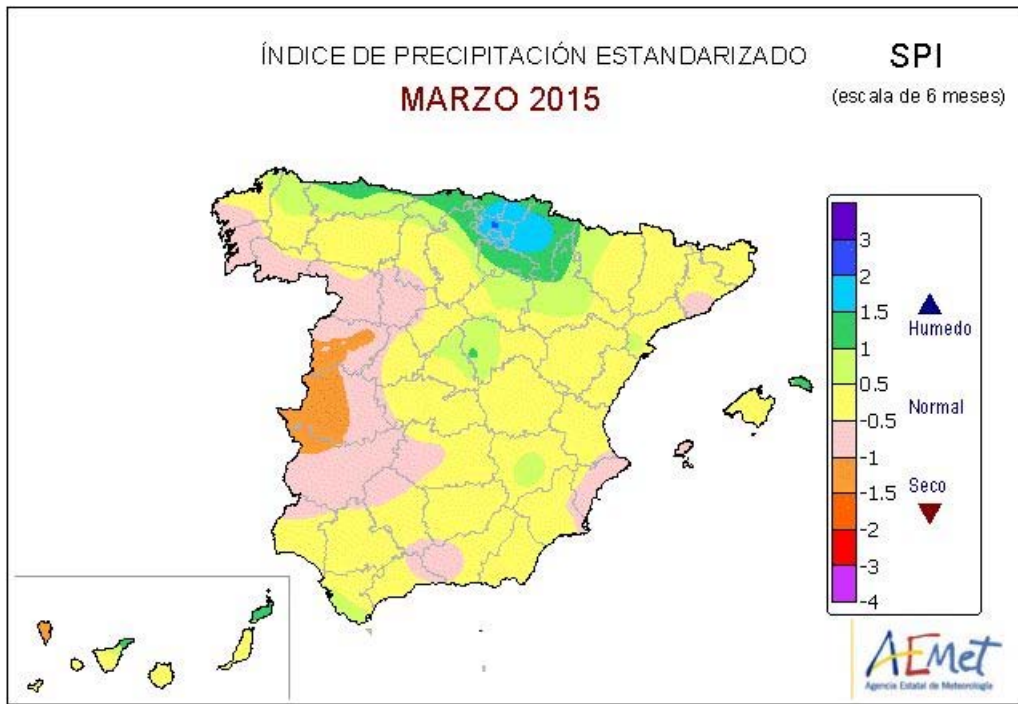 ÍNDICE DE PRECIPITACIÓN ESTANDARIZADO
SPI
MARZO 2015
(escala de 6 meses)
3
2
1.5
1
0.5
-0.5
-1
-1.5
-2
-3
-4
Humedo
Normal
Seco
AEMet
Agencia Estatal de Meteorología